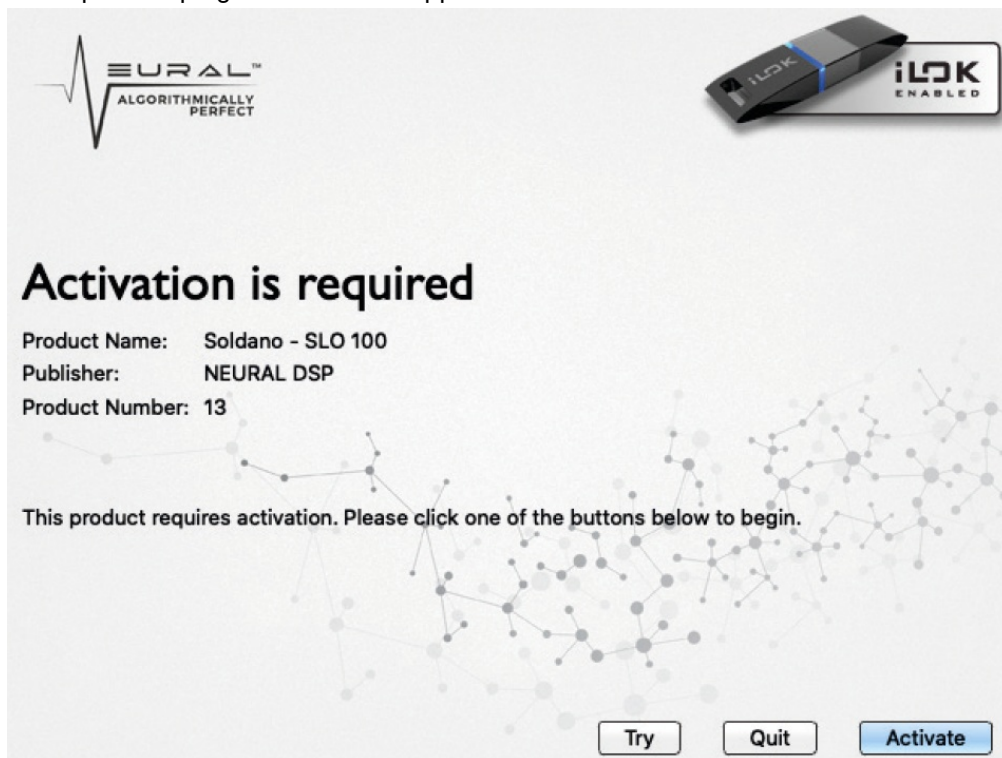 EURAL™
ALGORITHMICALLY
PERFECT
iLOK
iLOK
ENABLED
Activation is required
Product Name: Soldano - SLO 100
Publisher: NEURAL DSP
Product Number: 13
This product requires activation. Please click one of the buttons below to begin.
Try Quit Activate